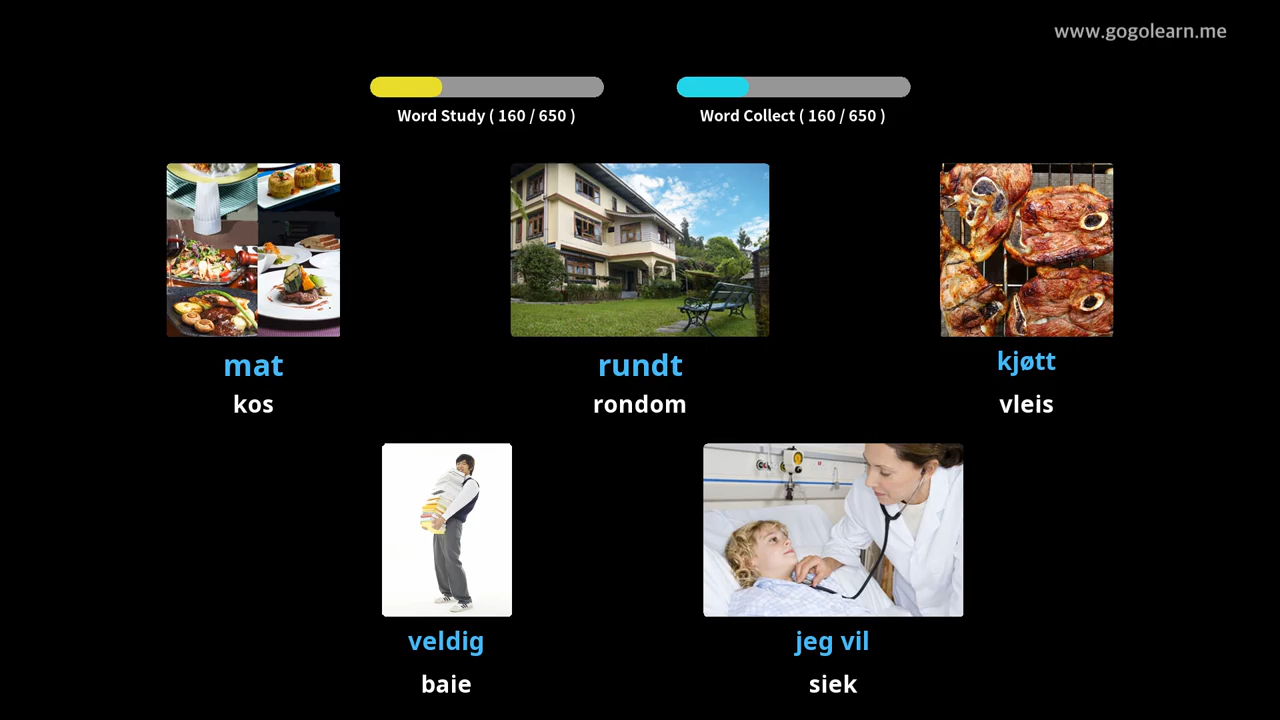 www.gogolearn.me
Word Study ( 160 / 650 )
Word Collect ( 160 / 650 )
mat
kos
rundt
rondom
kjøtt
vleis
veldig
baie
jeg vil
siek